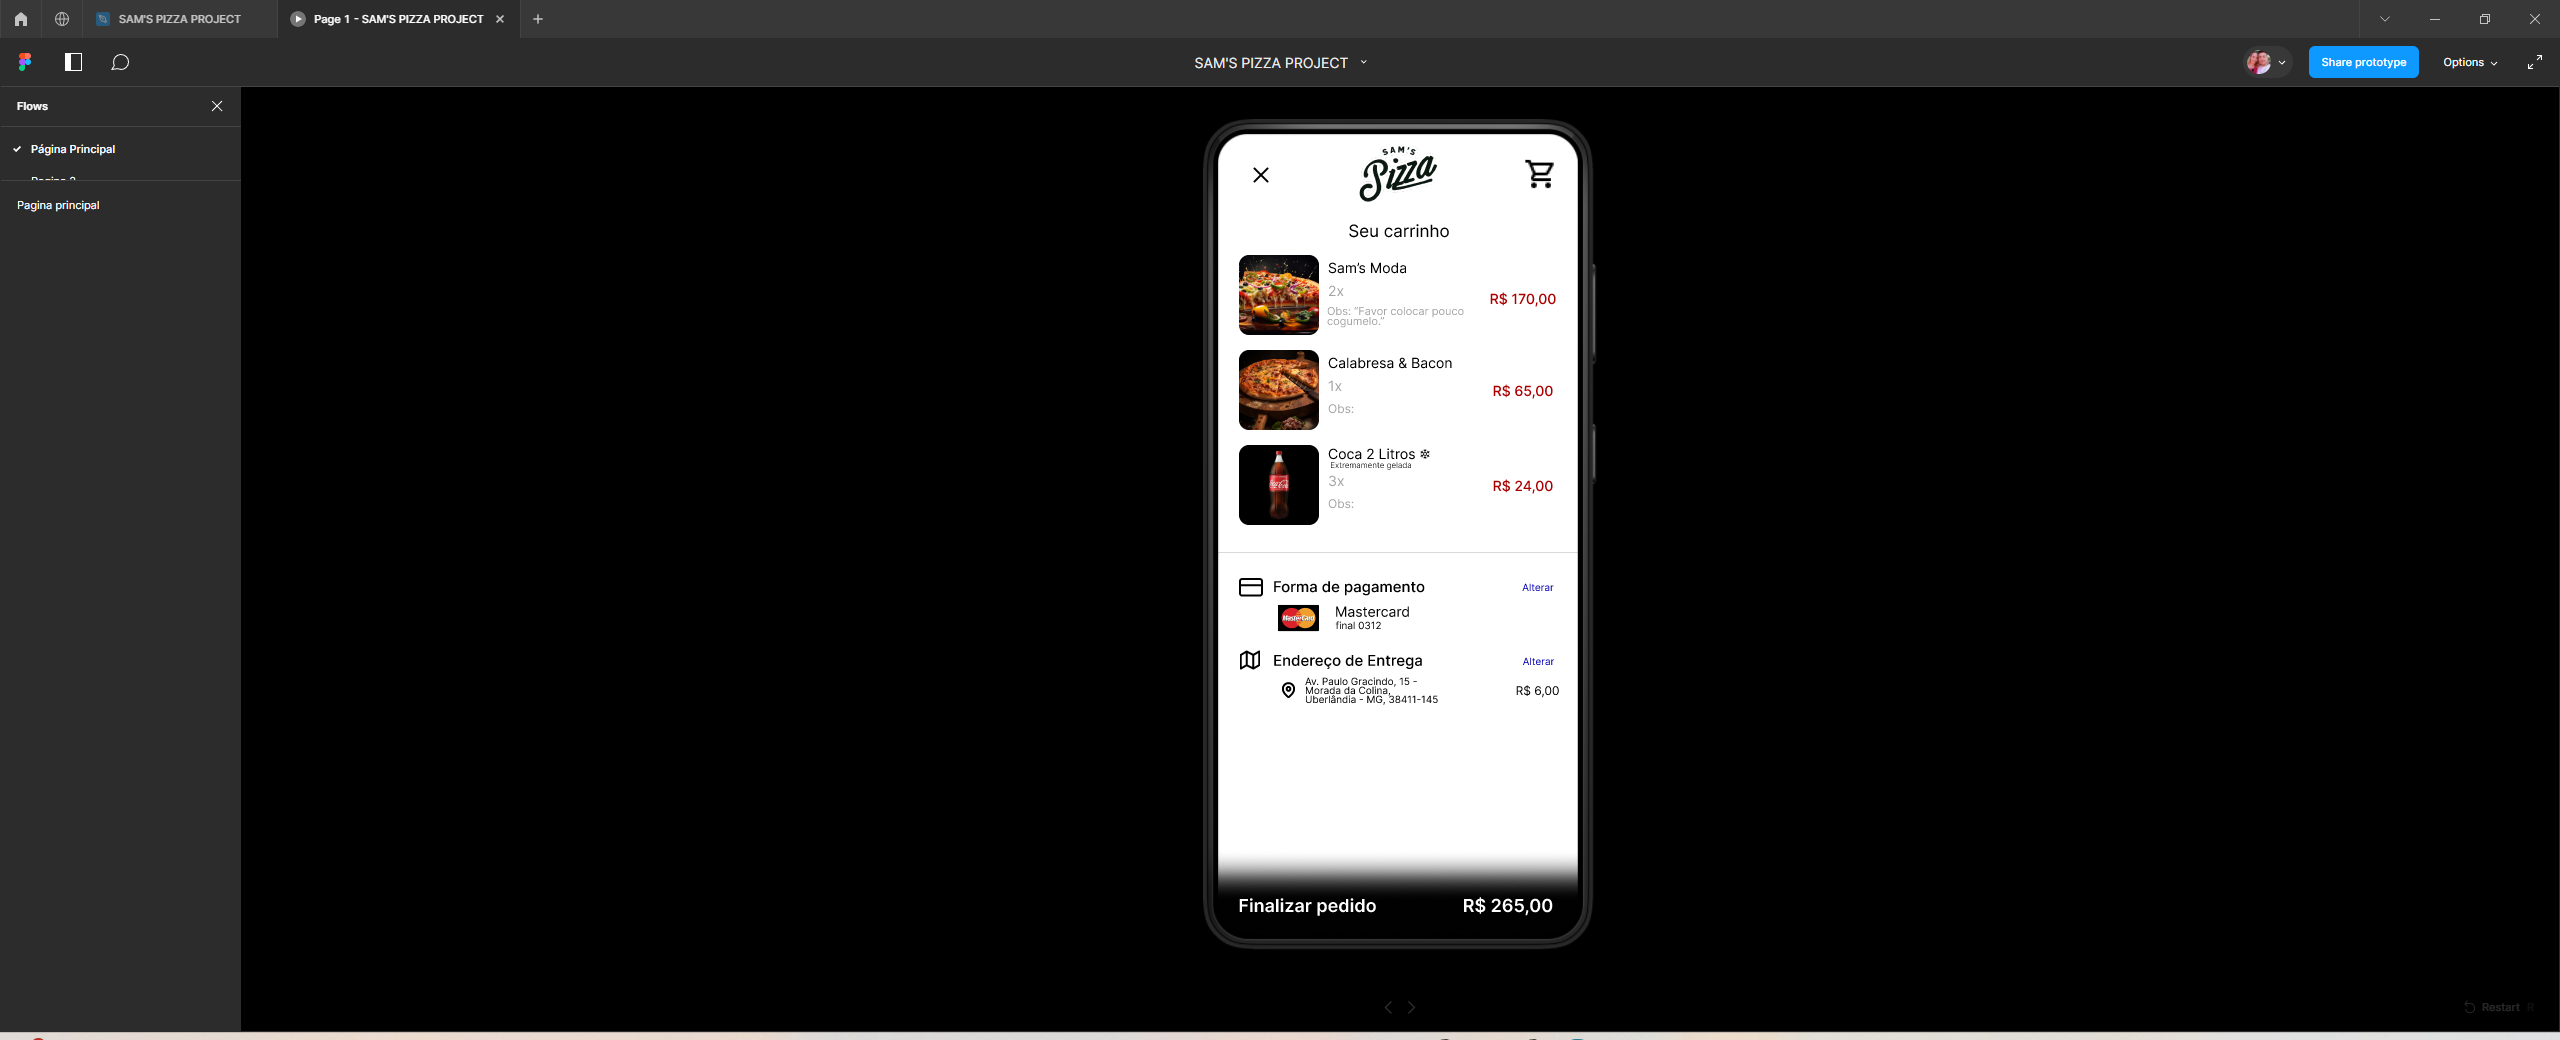 SAM'S PIZZA PROJECT
Page 1 - SAM'S PIZZA PROJECT
SAM'S PIZZA PROJECT
Share prototype
Options
Flows
Página Principal
Pagina 2
Pagina principal
SAM'S
Pizza
Seu carrinho
Sam's Moda
2x
Obs: "Favor colocar pouco
cogumelo."
R$ 170,00
Calabresa & Bacon
1x
Obs:
R$ 65,00
Coca 2 Litros ❄
Extremamente gelada
3x
Obs:
R$ 24,00
Forma de pagamento
Alterar
MasterCard
Mastercard
final 0312
Endereço de Entrega
Alterar
Av. Paulo Gracindo, 15 -
Morada da Colina,
Uberlândia - MG, 38411-145
R$ 6,00
Finalizar pedido
R$ 265,00
Restart R